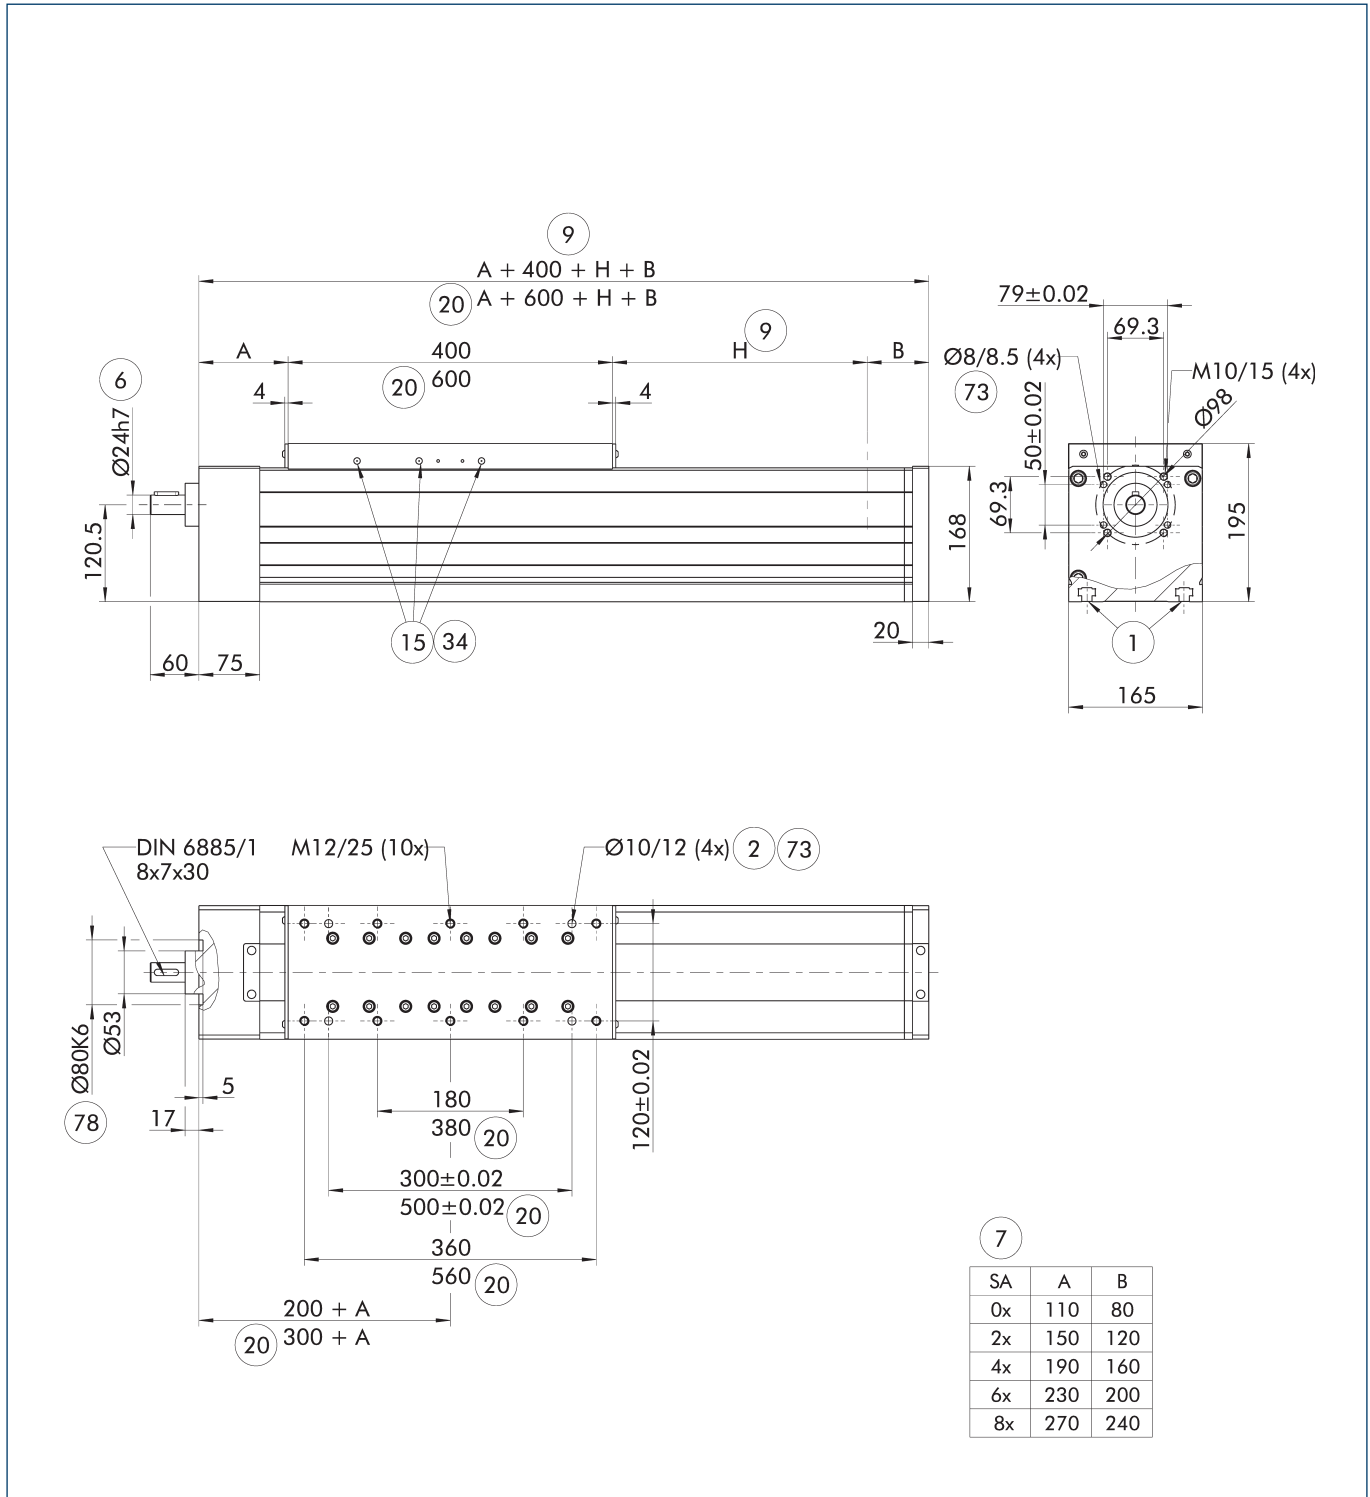 9
A + 400 + H + B
20 A + 600 + H + B
79±0.02
69.3
A 400 H 9 B
20 600
6
4 4
Ø8/8.5 (4x)
73
M10/15 (4x)
Ø98
Ø24h7
50±0.02
69.3
120.5
168
195
15 34
20
1
60 75
165
DIN 6885/1
8x7x30
M12/25 (10x)
Ø10/12 (4x) 2 73
Ø80K6
Ø53
78
5
17
120±0.02
180
380 20
300±0.02
500±0.02 20
360
560 20
200 + A
20 300 + A
7
SA A B
0x 110 80
2x 150 120
4x 190 160
6x 230 200
8x 270 240